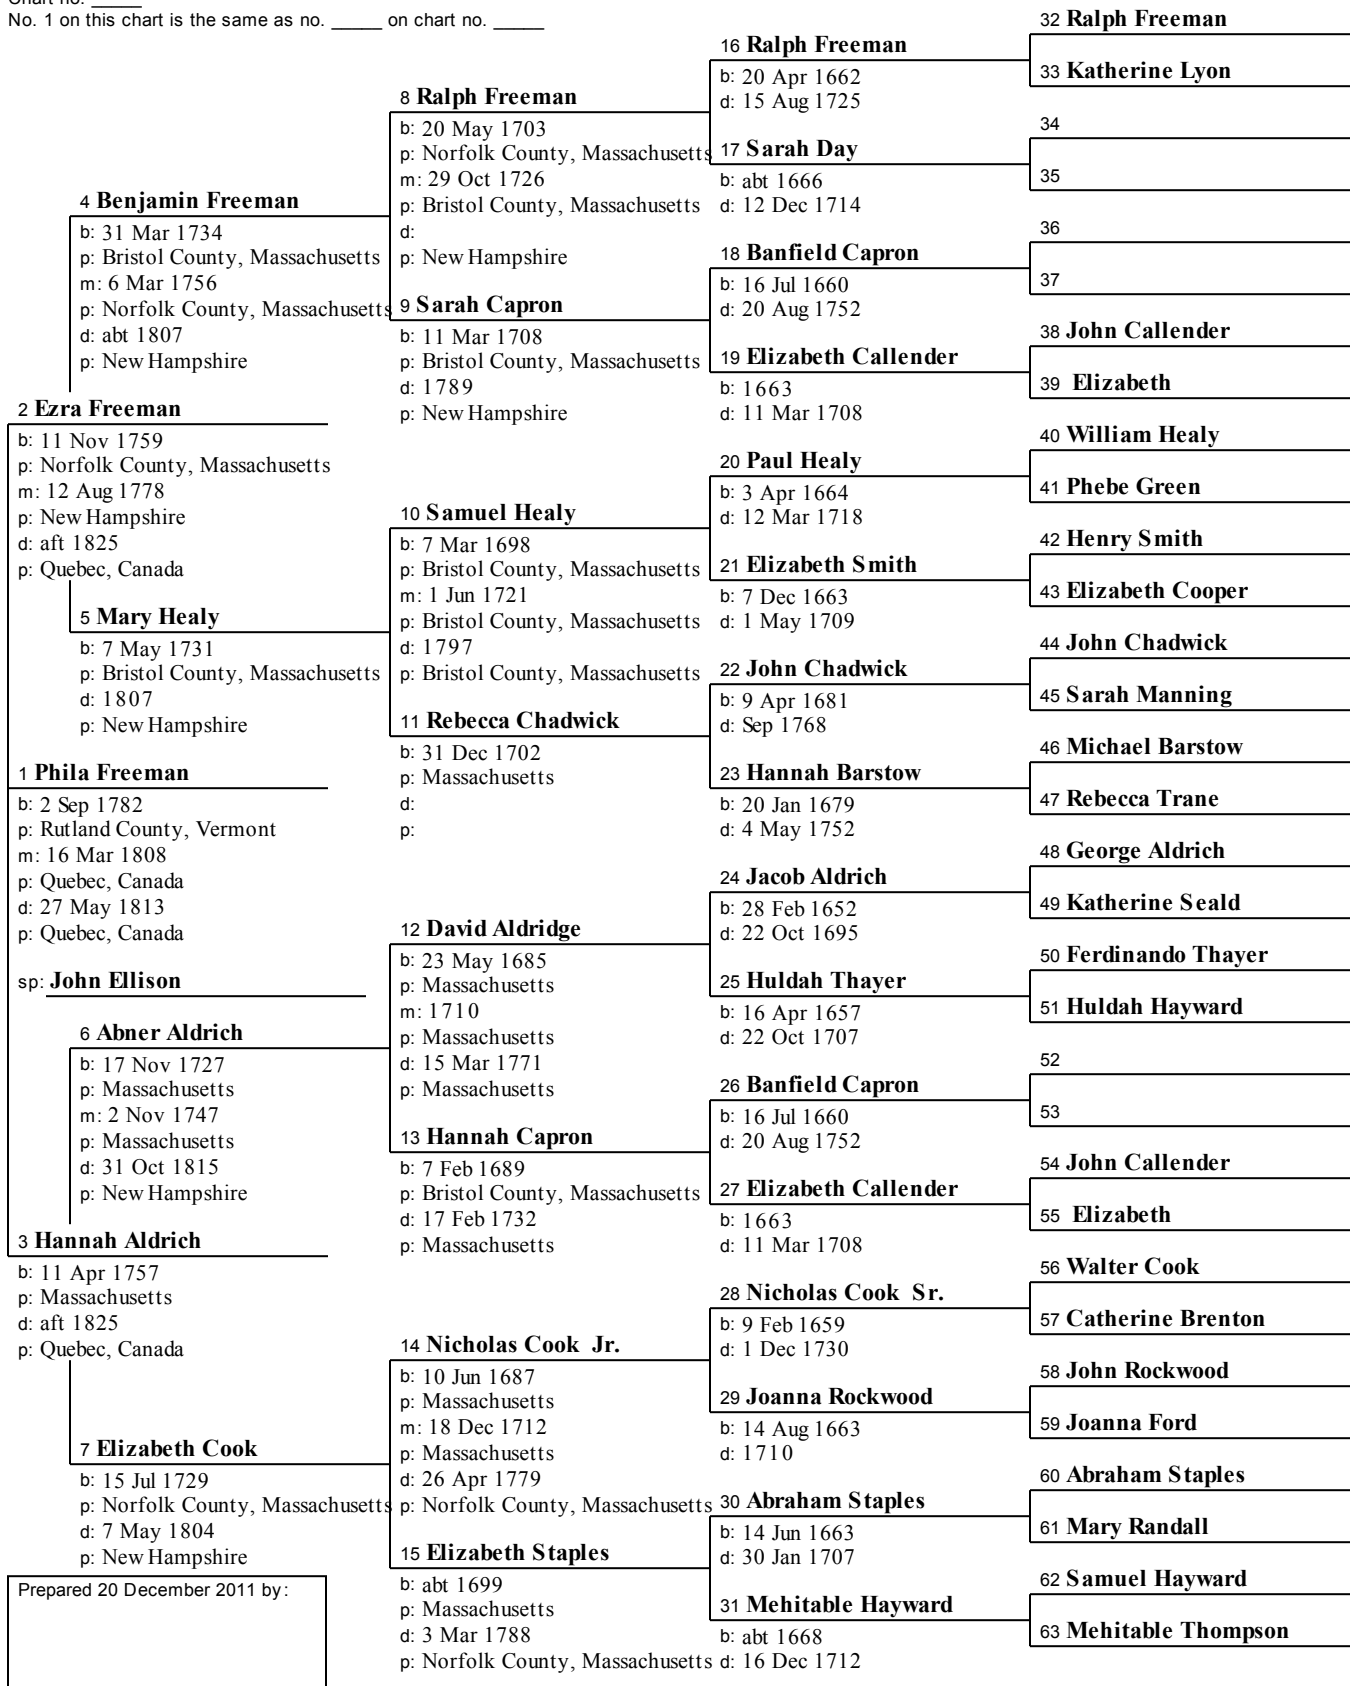 Chart no. _____
No. 1 on this chart is the same as no. _____ on chart no. _____
4 Benjamin Freeman
b: 31 Mar 1734
p: Bristol County, Massachusetts
m: 6 Mar 1756
p: Norfolk County, Massachusetts
d: abt 1807
p: New Hampshire
2 Ezra Freeman
b: 11 Nov 1759
p: Norfolk County, Massachusetts
m: 12 Aug 1778
p: New Hampshire
d: aft 1825
p: Quebec, Canada
5 Mary Healy
b: 7 May 1731
p: Bristol County, Massachusetts
d: 1807
p: New Hampshire
1 Phila Freeman
b: 2 Sep 1782
p: Rutland County, Vermont
m: 16 Mar 1808
p: Quebec, Canada
d: 27 May 1813
p: Quebec, Canada
sp: John Ellison
6 Abner Aldrich
b: 17 Nov 1727
p: Massachusetts
m: 2 Nov 1747
p: Massachusetts
d: 31 Oct 1815
p: New Hampshire
3 Hannah Aldrich
b: 11 Apr 1757
p: Massachusetts
d: aft 1825
p: Quebec, Canada
7 Elizabeth Cook
b: 15 Jul 1729
p: Norfolk County, Massachusetts
d: 7 May 1804
p: New Hampshire
Prepared 20 December 2011 by:
8 Ralph Freeman
b: 20 May 1703
p: Norfolk County, Massachusetts
m: 29 Oct 1726
p: Bristol County, Massachusetts
d:
p: New Hampshire
9 Sarah Capron
b: 11 Mar 1708
p: Bristol County, Massachusetts
d: 1789
p: New Hampshire
10 Samuel Healy
b: 7 Mar 1698
p: Bristol County, Massachusetts
m: 1 Jun 1721
p: Bristol County, Massachusetts
d: 1797
p: Bristol County, Massachusetts
11 Rebecca Chadwick
b: 31 Dec 1702
p: Massachusetts
d:
p:
12 David Aldridge
b: 23 May 1685
p: Massachusetts
m: 1710
p: Massachusetts
d: 15 Mar 1771
p: Massachusetts
13 Hannah Capron
b: 7 Feb 1689
p: Bristol County, Massachusetts
d: 17 Feb 1732
p: Massachusetts
14 Nicholas Cook Jr.
b: 10 Jun 1687
p: Massachusetts
m: 18 Dec 1712
p: Massachusetts
d: 26 Apr 1779
p: Norfolk County, Massachusetts
15 Elizabeth Staples
b: abt 1699
p: Massachusetts
d: 3 Mar 1788
p: Norfolk County, Massachusetts
16 Ralph Freeman
b: 20 Apr 1662
d: 15 Aug 1725
17 Sarah Day
b: abt 1666
d: 12 Dec 1714
18 Banfield Capron
b: 16 Jul 1660
d: 20 Aug 1752
19 Elizabeth Callender
b: 1663
d: 11 Mar 1708
20 Paul Healy
b: 3 Apr 1664
d: 12 Mar 1718
21 Elizabeth Smith
b: 7 Dec 1663
d: 1 May 1709
22 John Chadwick
b: 9 Apr 1681
d: Sep 1768
23 Hannah Barstow
b: 20 Jan 1679
d: 4 May 1752
24 Jacob Aldrich
b: 28 Feb 1652
d: 22 Oct 1695
25 Huldah Thayer
b: 16 Apr 1657
d: 22 Oct 1707
26 Banfield Capron
b: 16 Jul 1660
d: 20 Aug 1752
27 Elizabeth Callender
b: 1663
d: 11 Mar 1708
28 Nicholas Cook Sr.
b: 9 Feb 1659
d: 1 Dec 1730
29 Joanna Rockwood
b: 14 Aug 1663
d: 1710
30 Abraham Staples
b: 14 Jun 1663
d: 30 Jan 1707
31 Mehitable Hayward
b: abt 1668
d: 16 Dec 1712
32 Ralph Freeman
33 Katherine Lyon
34
35
36
37
38 John Callender
39 Elizabeth
40 William Healy
41 Phebe Green
42 Henry Smith
43 Elizabeth Cooper
44 John Chadwick
45 Sarah Manning
46 Michael Barstow
47 Rebecca Trane
48 George Aldrich
49 Katherine Seald
50 Ferdinando Thayer
51 Huldah Hayward
52
53
54 John Callender
55 Elizabeth
56 Walter Cook
57 Catherine Brenton
58 John Rockwood
59 Joanna Ford
60 Abraham Staples
61 Mary Randall
62 Samuel Hayward
63 Mehitable Thompson